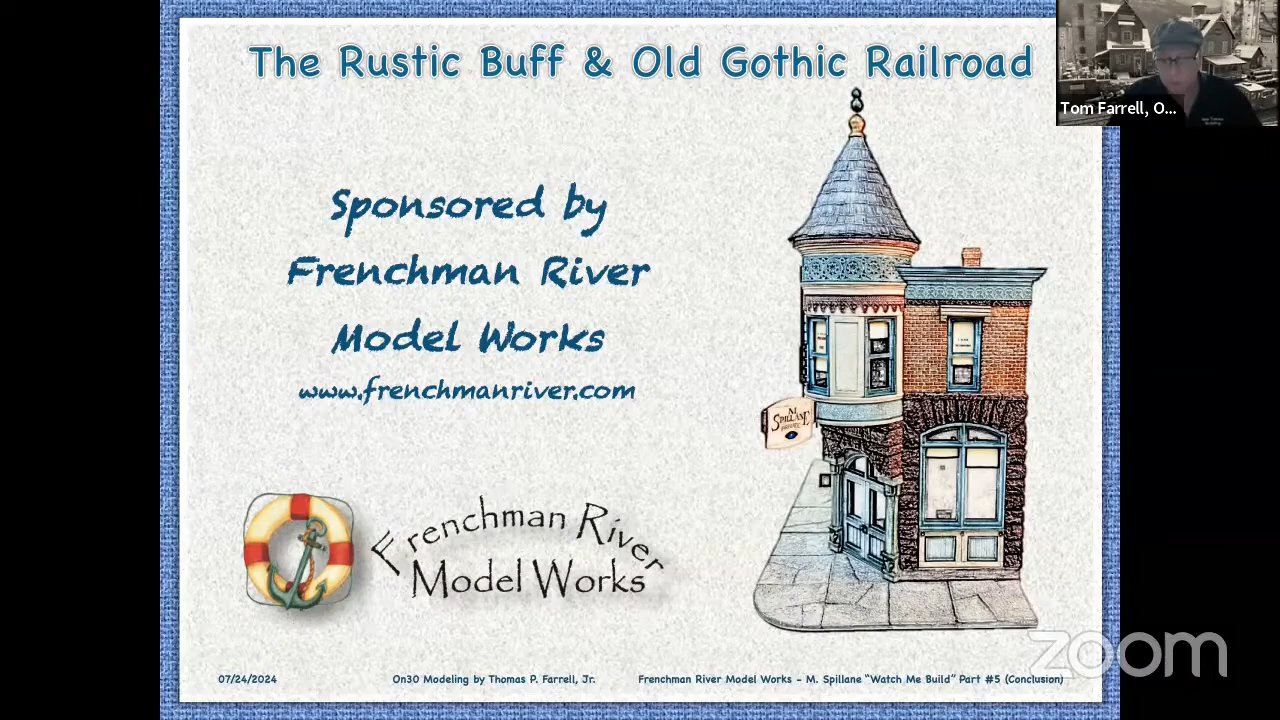 The Rustic Buff & Old Gothic Railroad
Tom Farrell, O...
Sponsored by
Frenchman River
Model Works
www.frenchmanriver.com
M.
SPILLANE
Frenchman River
Model Works
zoom
07/24/2024
On30 Modeling by Thomas P. Farrell, Jr.
Frenchman River Model Works – M. Spillane “Watch Me Build” Part #5 (Conclusion)